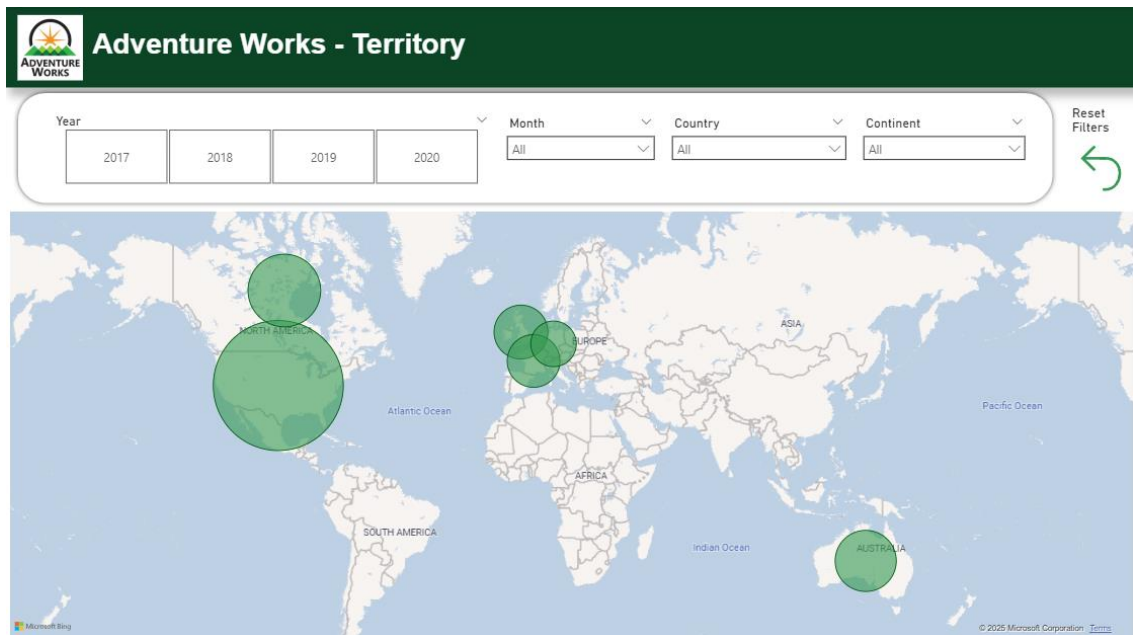 ADVENTURE
WORKS
Adventure Works - Territory
Year
2017
2018
2019
2020
Month
All
Country
All
Continent
All
Reset
Filters
NORTH AMERICA
EUROPE
ASIA
Atlantic Ocean
Pacific Ocean
AFRICA
SOUTH AMERICA
Indian Ocean
AUSTRALIA
Microsoft Bing
© 2025 Microsoft Corporation Terms